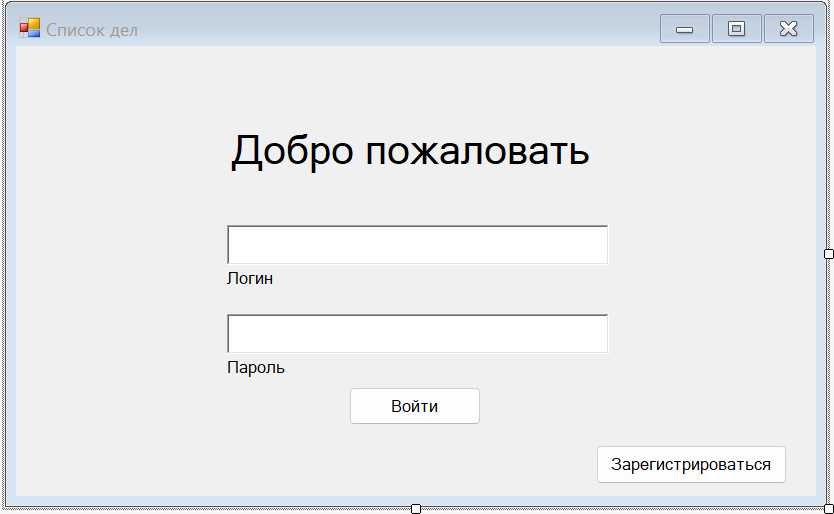 Список дел
Добро пожаловать
Логин
Пароль
Войти
Зарегистрироваться